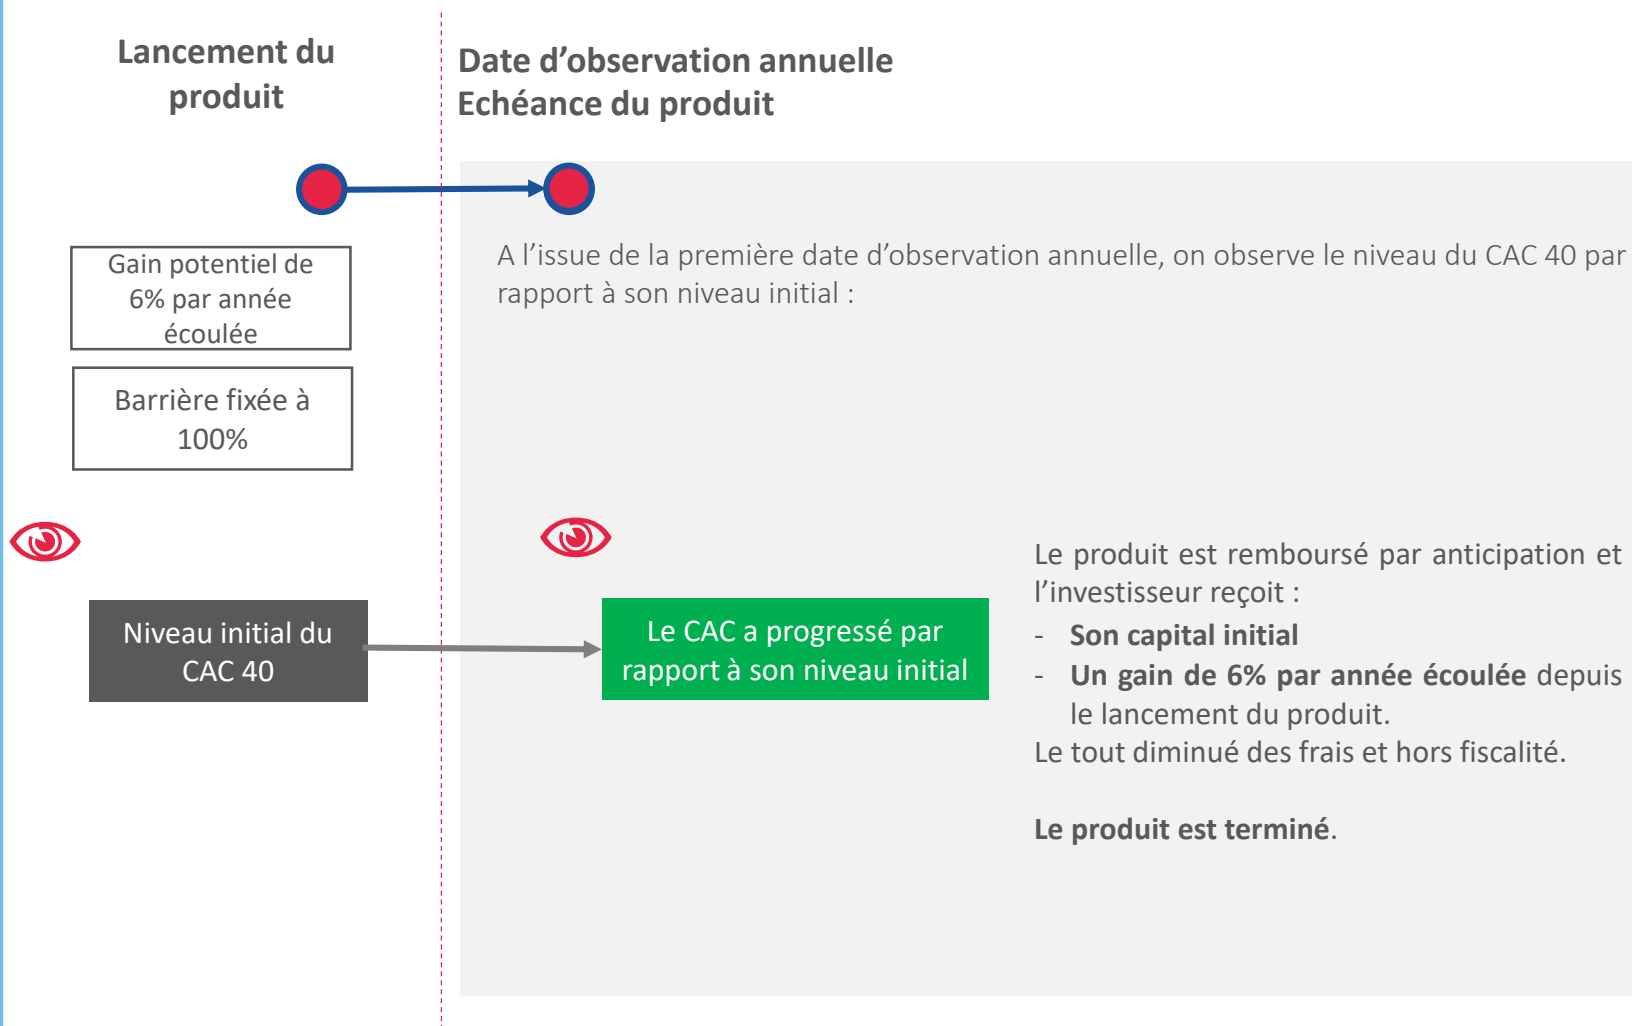 Lancement du
produit
Date d’observation annuelle
Echéance du produit
Gain potentiel de
6% par année
écoulée
Barrière fixée à
100%
A l’issue de la première date d’observation annuelle, on observe le niveau du CAC 40 par
rapport à son niveau initial :
Niveau initial du
CAC 40
Le CAC a progressé par
rapport à son niveau initial
Le produit est remboursé par anticipation et
l’investisseur reçoit :
- Son capital initial
- Un gain de 6% par année écoulée depuis
le lancement du produit.
Le tout diminué des frais et hors fiscalité.
Le produit est terminé.